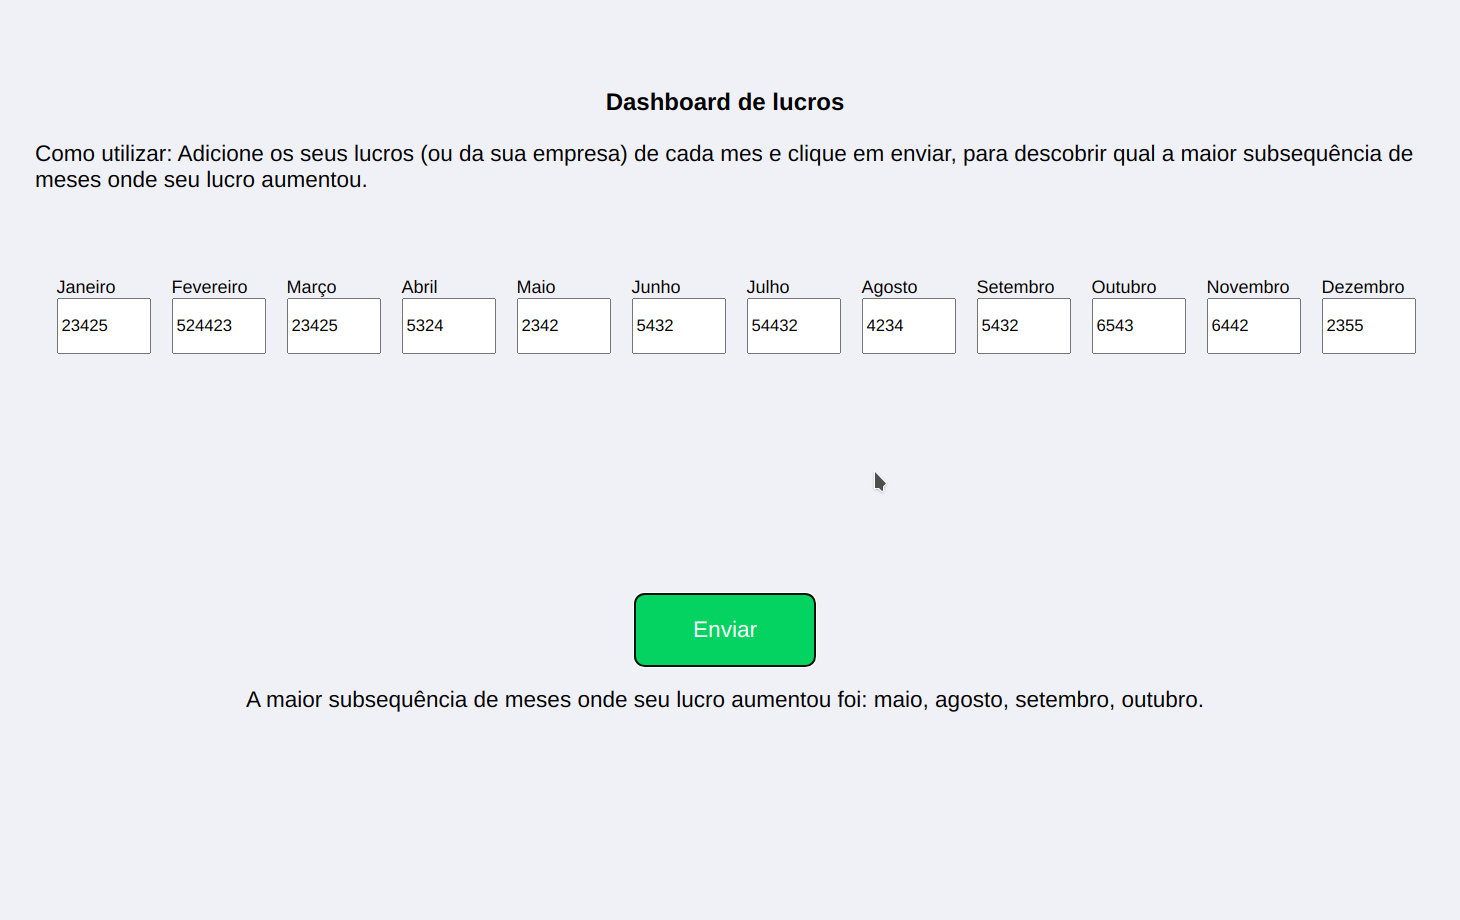 Dashboard de lucros
Como utilizar: Adicione os seus lucros (ou da sua empresa) de cada mes e clique em enviar, para descobrir qual a maior subsequência de
meses onde seu lucro aumentou.
Janeiro Fevereiro Março Abril Maio Junho Julho Agosto Setembro Outubro Novembro Dezembro
23425 524423 23425 5324 2342 5432 54432 4234 5432 6543 6442 2355
Enviar
A maior subsequência de meses onde seu lucro aumentou foi: maio, agosto, setembro, outubro.